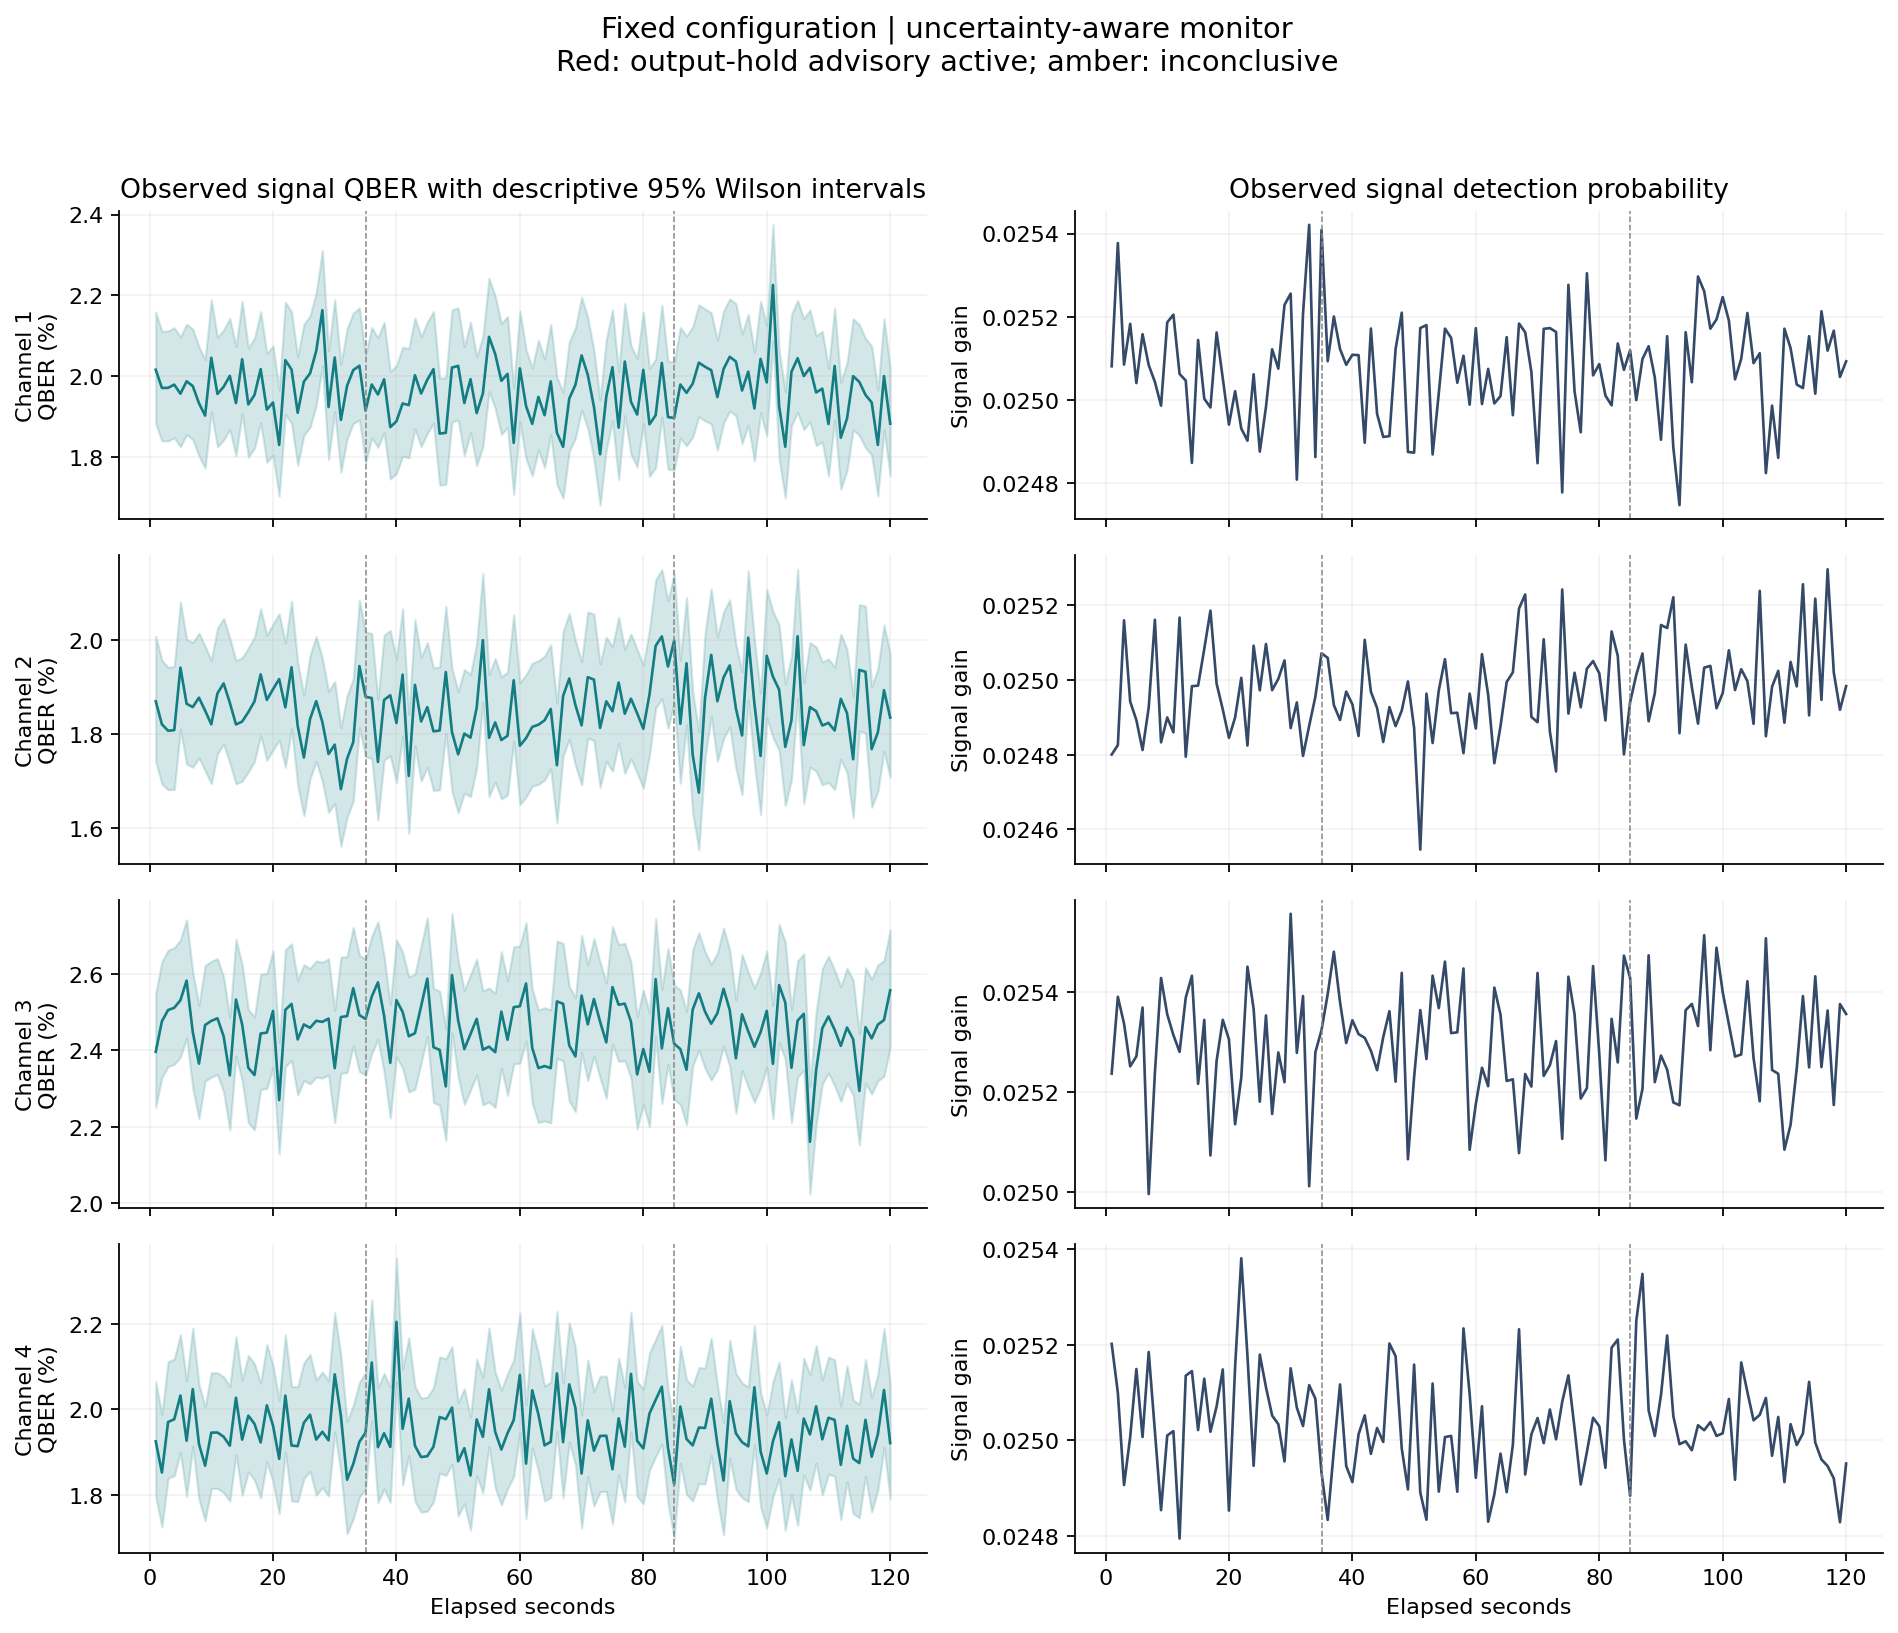 Fixed configuration | uncertainty-aware monitor
Red: output-hold advisory active; amber: inconclusive
Observed signal QBER with descriptive 95% Wilson intervals
Channel 1
QBER (%)
2.4
2.2
2.0
1.8
Observed signal detection probability
Signal gain
0.0254
0.0252
0.0250
0.0248
Channel 2
QBER (%)
2.0
1.8
1.6
Signal gain
0.0252
0.0250
0.0248
0.0246
Channel 3
QBER (%)
2.6
2.4
2.2
2.0
Signal gain
0.0254
0.0252
0.0250
Channel 4
QBER (%)
2.2
2.0
1.8
0 20 40 60 80 100 120
Elapsed seconds
Signal gain
0.0254
0.0252
0.0250
0.0248
0 20 40 60 80 100 120
Elapsed seconds